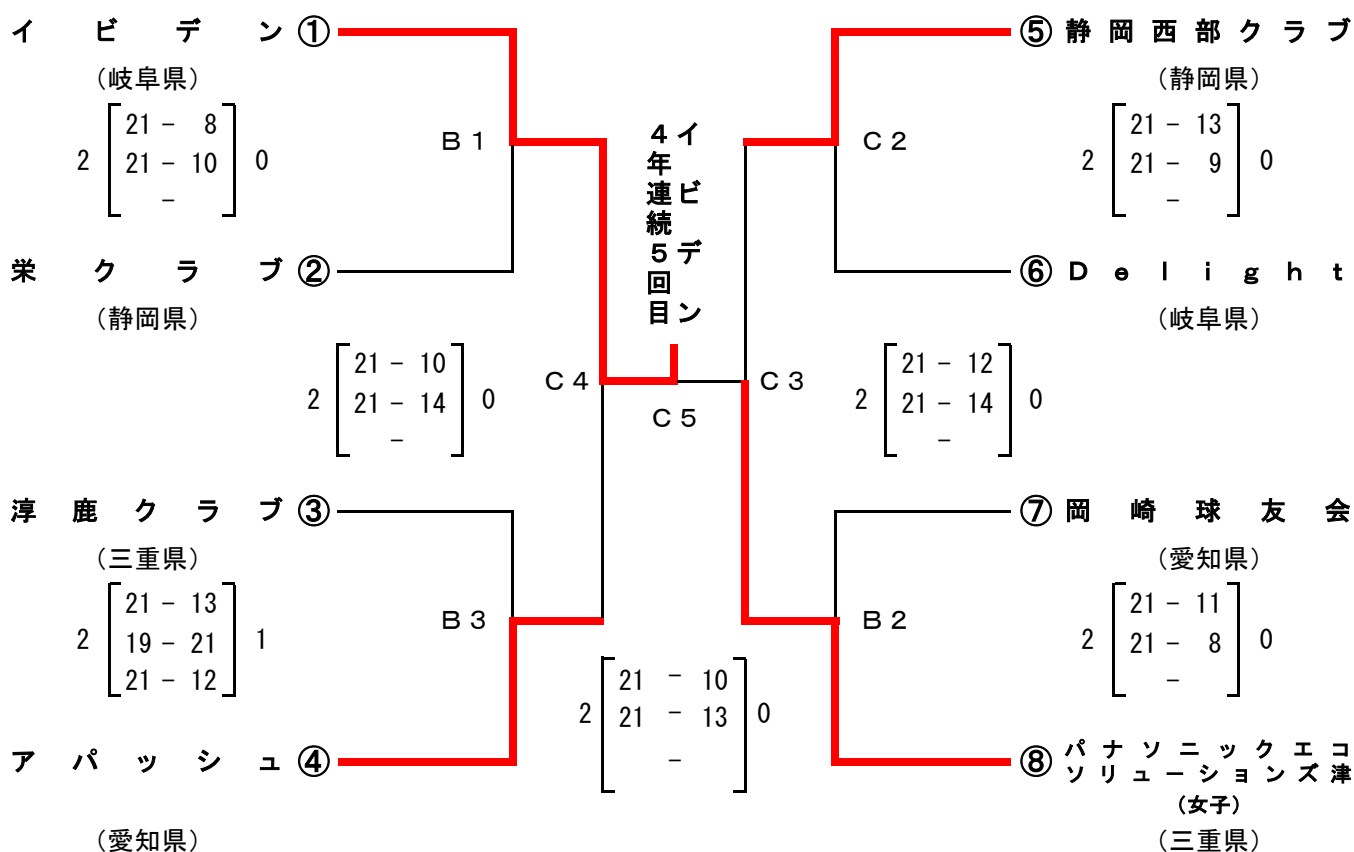 イビデン ① ⑤ 静岡西部クラブ
（岐阜県） （静岡県）
2 21 - 8 0
21 - 10
-
B1
イビデン
4年連続5回目
C2
2 21 - 13 0
21 - 9
-
栄クラブ ② ⑥ Delight
（静岡県） （岐阜県）
2 21 - 10 0
21 - 14
-
C4
C5
C3
2 21 - 12 0
21 - 14
-
淳鹿クラブ ③ ⑦ 岡崎球友会
（三重県） （愛知県）
2 21 - 13 1
19 - 21
21 - 12
B3
B2
2 21 - 11 0
21 - 8
-
2 21 - 10 0
21 - 13
-
アパッシュ ④ ⑧ パナソニックエコ
ソリューションズ津
（女子）
（愛知県） （三重県）